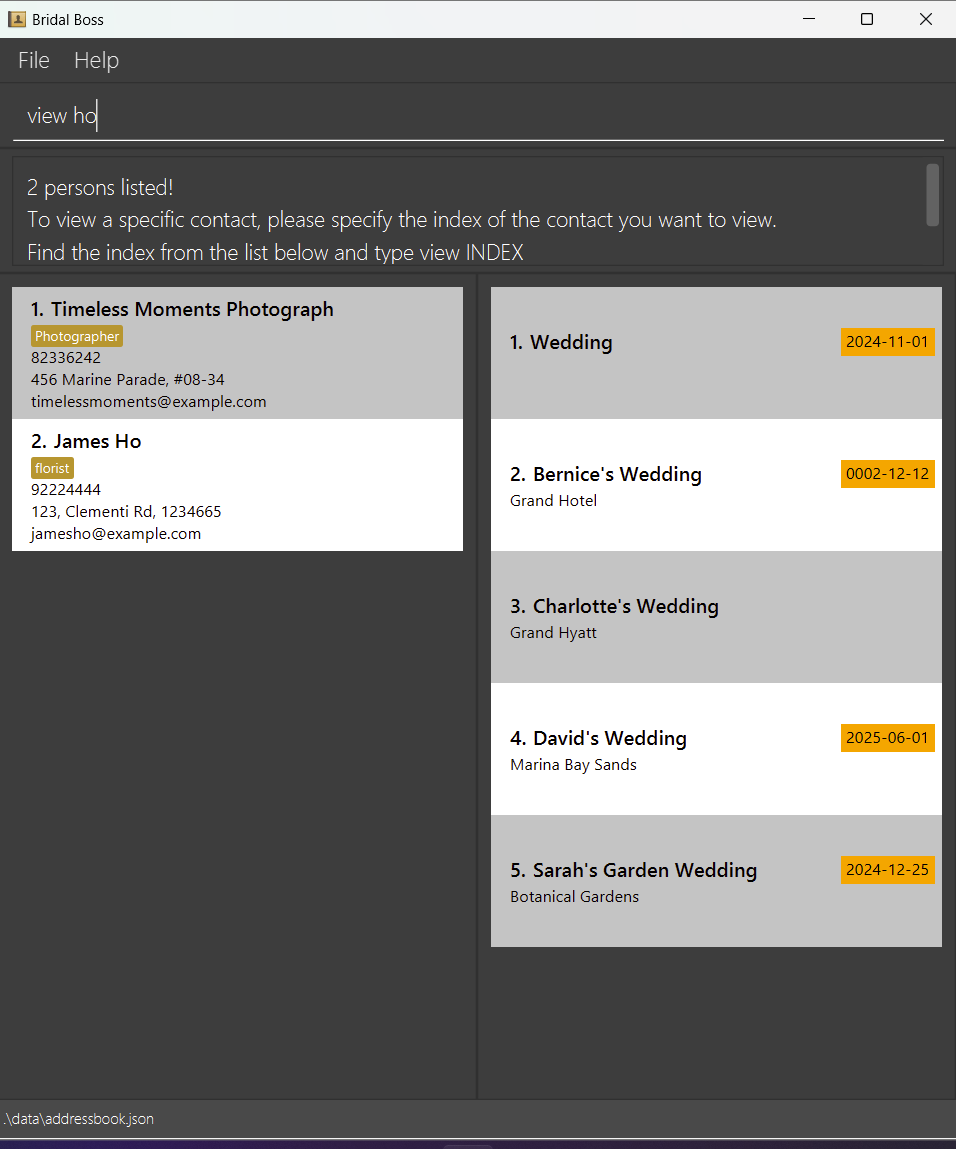 Bridal Boss
File Help
view ho
2 persons listed!
To view a specific contact, please specify the index of the contact you want to view.
Find the index from the list below and type view INDEX
1. Timeless Moments Photograph
Photographer
82336242
456 Marine Parade, #08-34
timelessmoments@example.com
2. James Ho
florist
92224444
123, Clementi Rd, 1234665
jamesho@example.com
1. Wedding
2024-11-01
2. Bernice's Wedding
0002-12-12
Grand Hotel
3. Charlotte's Wedding
Grand Hyatt
4. David's Wedding
2025-06-01
Marina Bay Sands
5. Sarah's Garden Wedding
2024-12-25
Botanical Gardens
.\data\addressbook.json